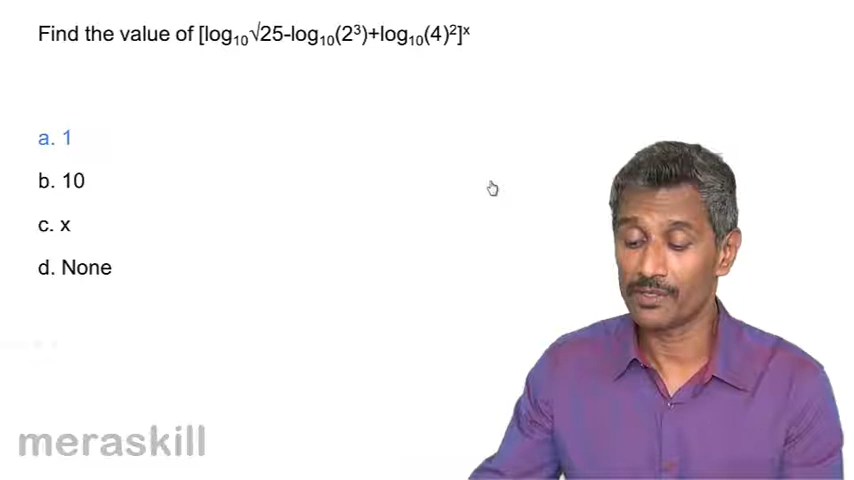 Find the value of [log₁₀√25-log₁₀(2³)+log₁₀(4)²]ˣ
a. 1
b. 10
c. x
d. None
meraskill